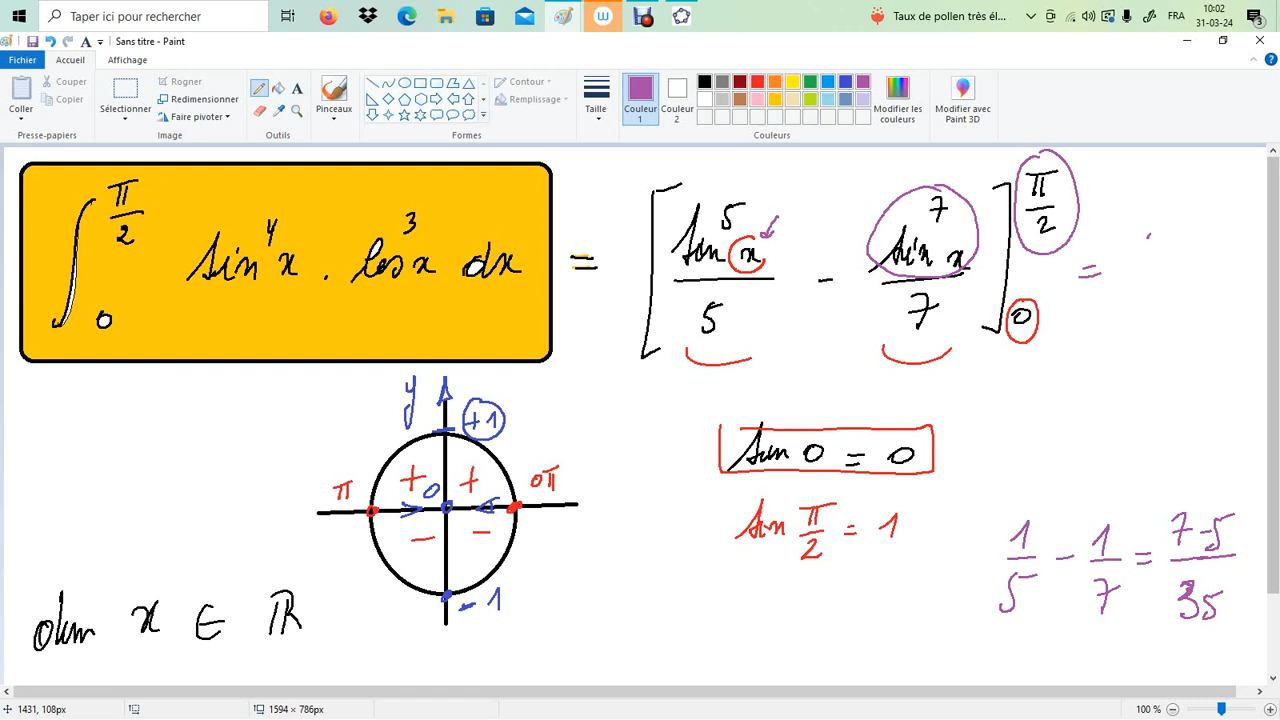 Taper ici pour rechercher
Taux de pollen très él...
FRA
10:02
31-03-24
3
Sans titre - Paint
Fichier
Accueil
Affichage
Coller
Couper
Copier
Presse-papiers
Sélectionner
Rogner
Redimensionner
Faire pivoter
Image
A
Outils
Pinceaux
Contour
Remplissage
Formes
Taille
Couleur 1
Couleur 2
Modifier les couleurs
Couleurs
Modifier avec Paint 3D
∫₀^(π/2) sin⁴x . cos³x dx = [ sin⁵x / 5 - sin⁷x / 7 ]₀^(π/2) =
y
+1
π + 0 + 0π
- -
-1
sin 0 = 0
sin π/2 = 1
1/5 - 1/7 = 7-5/35
dom x ∈ ℝ
1431, 108px
1594 × 786px
100 %